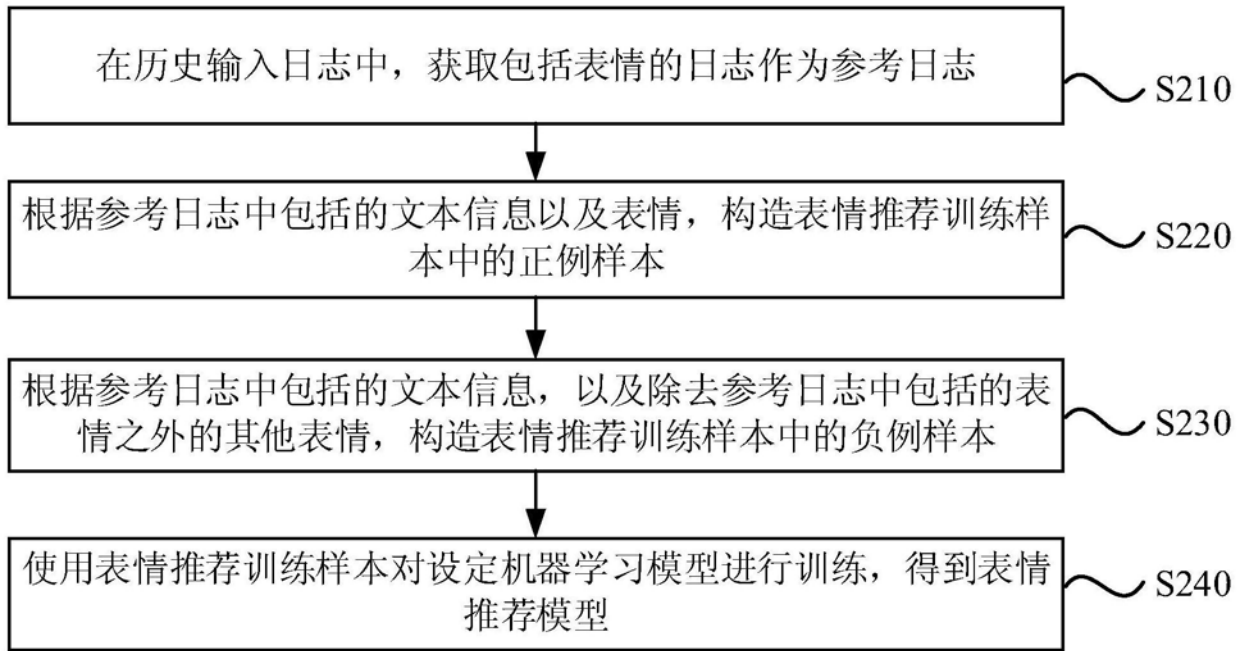 在历史输入日志中，获取包括表情的日志作为参考日志
S210
根据参考日志中包括的文本信息以及表情，构造表情推荐训练样
本中的正例样本
S220
根据参考日志中包括的文本信息，以及除去参考日志中包括的表
情之外的其他表情，构造表情推荐训练样本中的负例样本
S230
使用表情推荐训练样本对设定机器学习模型进行训练，得到表情
推荐模型
S240